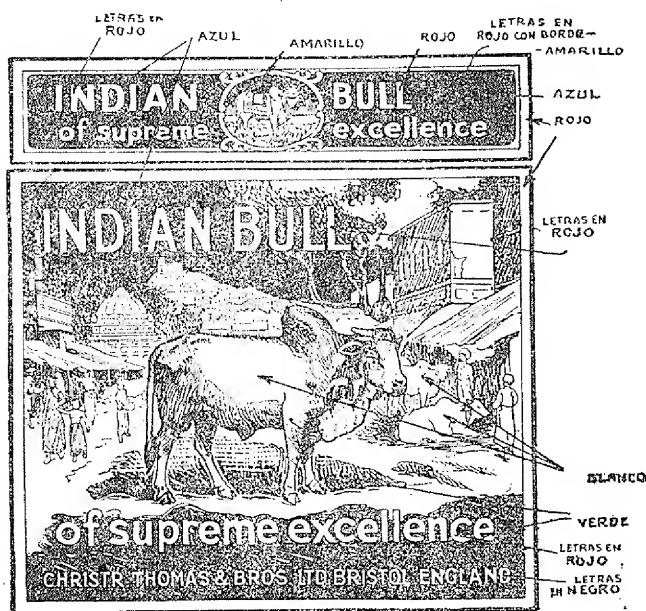 LETRAS EN
ROJO
AZUL
AMARILLO
ROJO
LETRAS EN
ROJO CON BORDE-
-AMARILLO
INDIAN BULL
of supreme excellence
AZUL
ROJO
INDIAN BULL
LETRAS EN
ROJO
BLANCO
VERDE
of supreme excellence
LETRAS EN
ROJO
CHRISTR THOMAS & BROS LTD BRISTOL ENGLAND
LETRAS
EN NEGRO